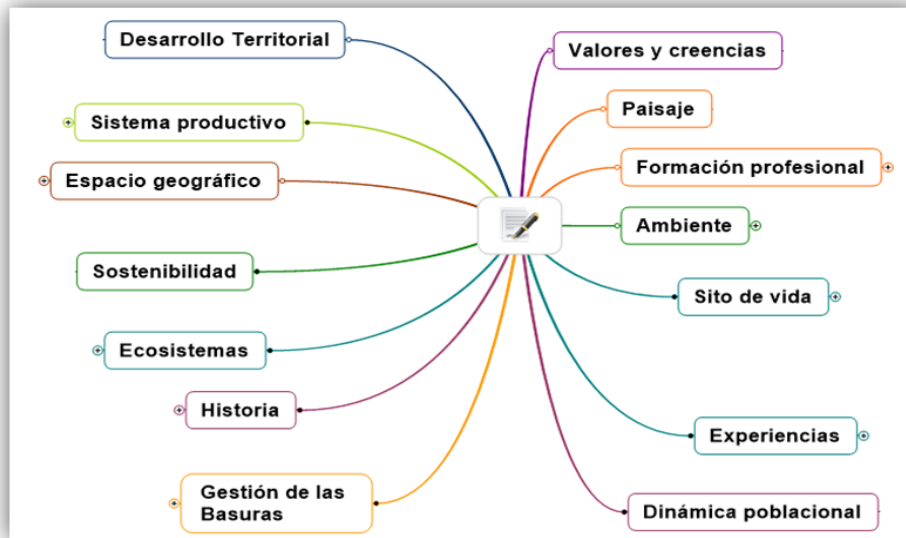 Desarrollo Territorial
Sistema productivo
Espacio geográfico
Sostenibilidad
Ecosistemas
Historia
Gestión de las
Basuras
Valores y creencias
Paisaje
Formación profesional
Ambiente
Sito de vida
Experiencias
Dinámica poblacional